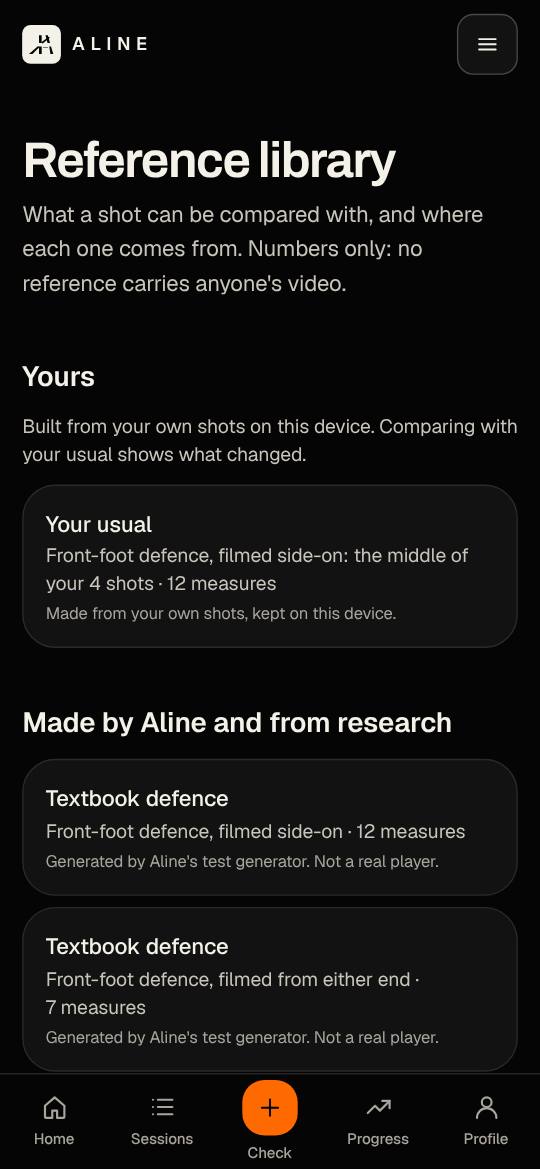 ALINE
Reference library
What a shot can be compared with, and where
each one comes from. Numbers only: no
reference carries anyone's video.
Yours
Built from your own shots on this device. Comparing with
your usual shows what changed.
Your usual
Front-foot defence, filmed side-on: the middle of
your 4 shots · 12 measures
Made from your own shots, kept on this device.
Made by Aline and from research
Textbook defence
Front-foot defence, filmed side-on · 12 measures
Generated by Aline's test generator. Not a real player.
Textbook defence
Front-foot defence, filmed from either end ·
7 measures
Generated by Aline's test generator. Not a real player.
Home
Sessions
Check
Progress
Profile